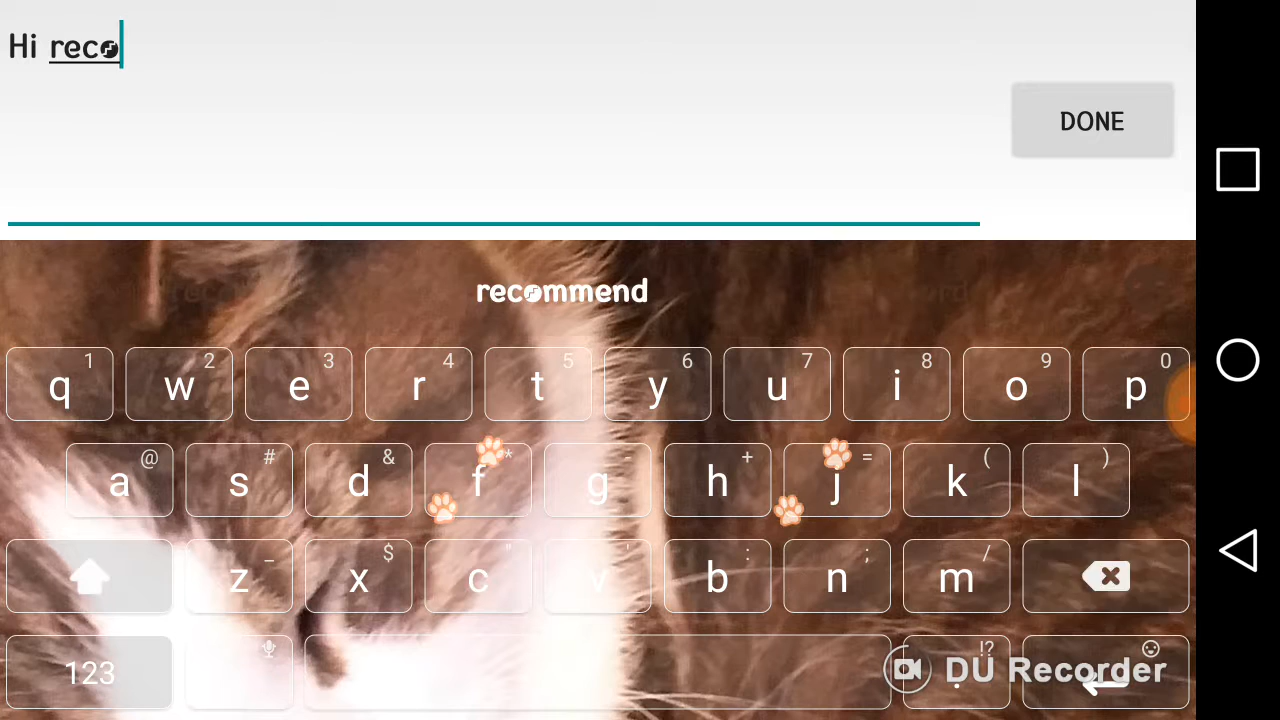 Hi reco
DONE
recommend
1 2 3 4 5 6 7 8 9 0
q w e r t y u i o p
@ # & * - + = ( )
a s d f g h j k l
_ $ " ' : ; /
z x c v b n m
!?
123 .
DU Recorder